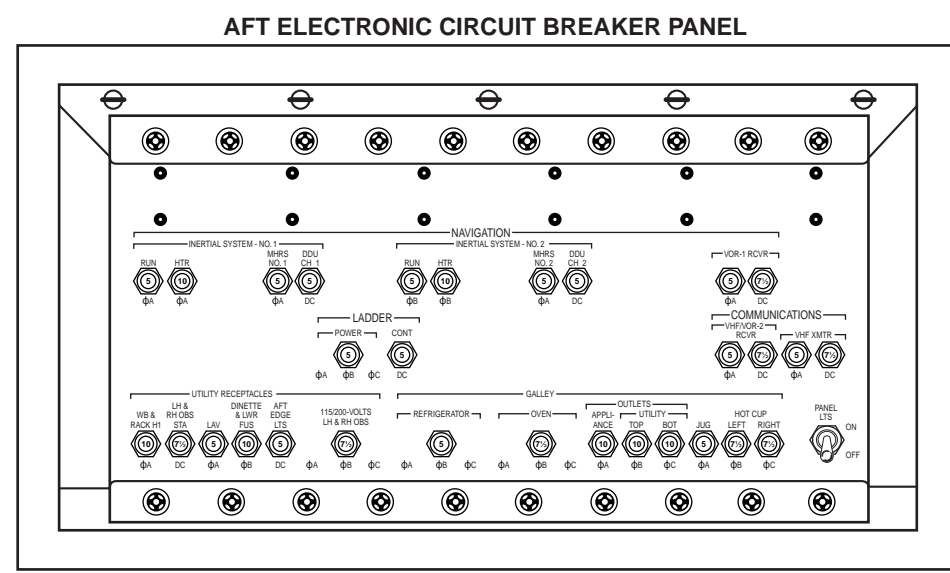 AFT ELECTRONIC CIRCUIT BREAKER PANEL
NAVIGATION
INERTIAL SYSTEM - NO. 1
INERTIAL SYSTEM - NO. 2
RUN HTR MHRS NO. 1 DDU CH 1 RUN HTR MHRS NO. 2 DDU CH 2 VOR-1 RCVR
5 10 5 5 5 10 5 5 5 7½
ϕA ϕA ϕA DC ϕB ϕB ϕA DC ϕA DC
LADDER
COMMUNICATIONS
POWER CONT
VHF/VOR-2
RCVR
VHF XMTR
5 5 5 7½ 5 7½
ϕA ϕB ϕC DC ϕA DC ϕA DC
UTILITY RECEPTACLES
GALLEY
WB &
RACK H1
LH &
RH OBS
STA
LAV
DINETTE
& LWR
FUS
AFT
EDGE
LTS
115/200-VOLTS
LH & RH OBS
REFRIGERATOR
OVEN
OUTLETS
APPLI-
ANCE
UTILITY
TOP BOT
JUG
HOT CUP
LEFT RIGHT
PANEL
LTS
ON
OFF
10 7½ 5 10 5 7½ 5 7½ 10 10 10 5 7½ 7½
ϕA DC ϕA ϕB DC ϕA ϕB ϕC ϕA ϕB ϕC ϕA ϕB ϕC ϕA ϕB ϕC ϕA ϕB ϕC